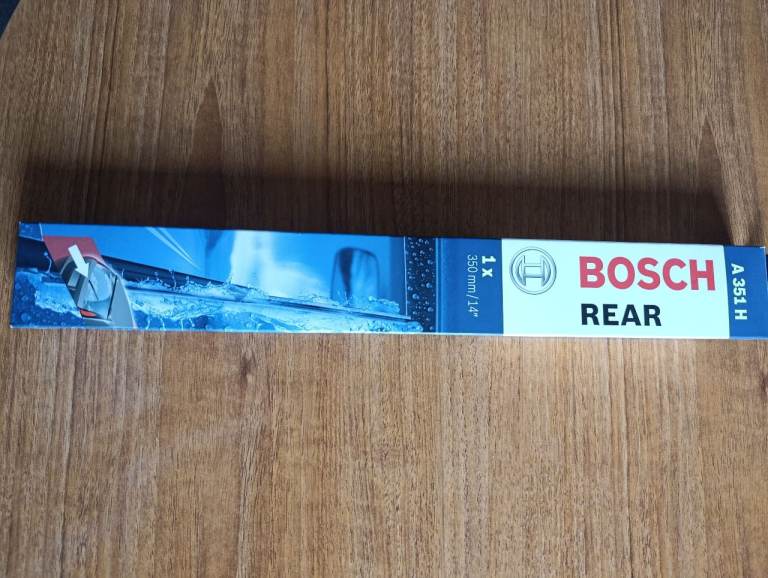 1 x
350 mm / 14"
BOSCH
REAR
A 351 H